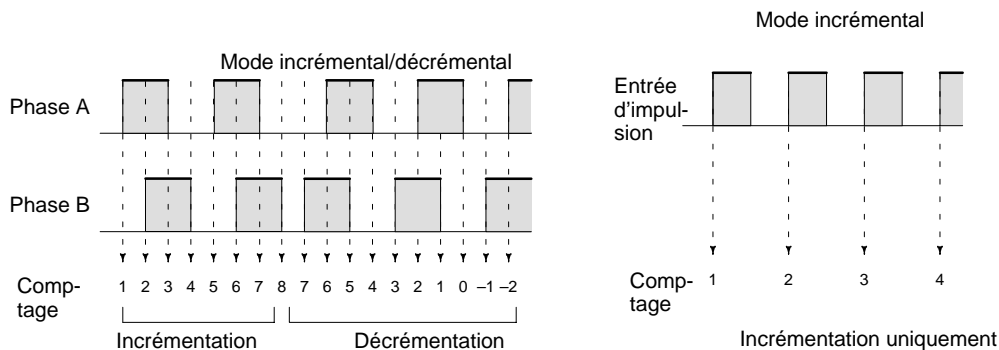 Mode incrémental/décrémental
Phase A
Phase B
Comp-
tage
1 2 3 4 5 6 7 8 7 6 5 4 3 2 1 0 –1 –2
Incrémentation
Décrémentation
Mode incrémental
Entrée
d'impul-
sion
Comp-
tage
1 2 3 4
Incrémentation uniquement